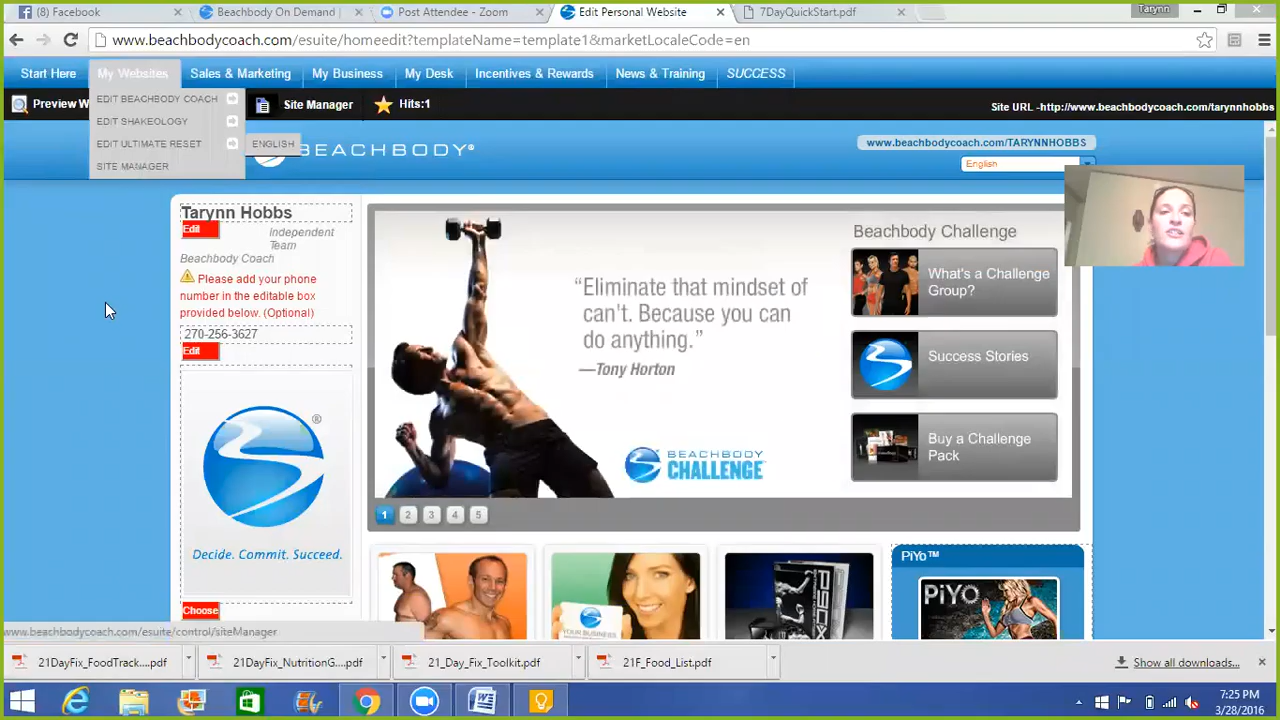 (8) Facebook
Beachbody On Demand |
Post Attendee - Zoom
Edit Personal Website
7DayQuickStart.pdf
Tarynn
www.beachbodycoach.com/esuite/homeedit?templateName=template1&marketLocaleCode=en
Start Here
My Websites
Sales & Marketing
My Business
My Desk
Incentives & Rewards
News & Training
SUCCESS
Preview W
Site Manager
Hits:1
Site URL -http://www.beachbodycoach.com/tarynnhobbs
EDIT BEACHBODY COACH
EDIT SHAKEOLOGY
EDIT ULTIMATE RESET
ENGLISH
SITE MANAGER
BEACHBODY®
www.beachbodycoach.com/TARYNNHOBBS
English
Tarynn Hobbs
Edit
Independent
Team
Beachbody Coach
Please add your phone
number in the editable box
provided below. (Optional)
270-256-3627
Edit
®
Decide. Commit. Succeed.
Choose
“Eliminate that mindset of
can't. Because you can
do anything.”
—Tony Horton
BEACHBODY
CHALLENGE
Beachbody Challenge
What's a Challenge
Group?
Success Stories
Buy a Challenge
Pack
1
2
3
4
5
YOUR BUSINESS
P90X
PiYo™
PiYO
www.beachbodycoach.com/esuite/control/siteManager
21DayFix_FoodTrack....pdf
21DayFix_NutritionG....pdf
21_Day_Fix_Toolkit.pdf
21F_Food_List.pdf
Show all downloads...
7:25 PM
3/28/2016